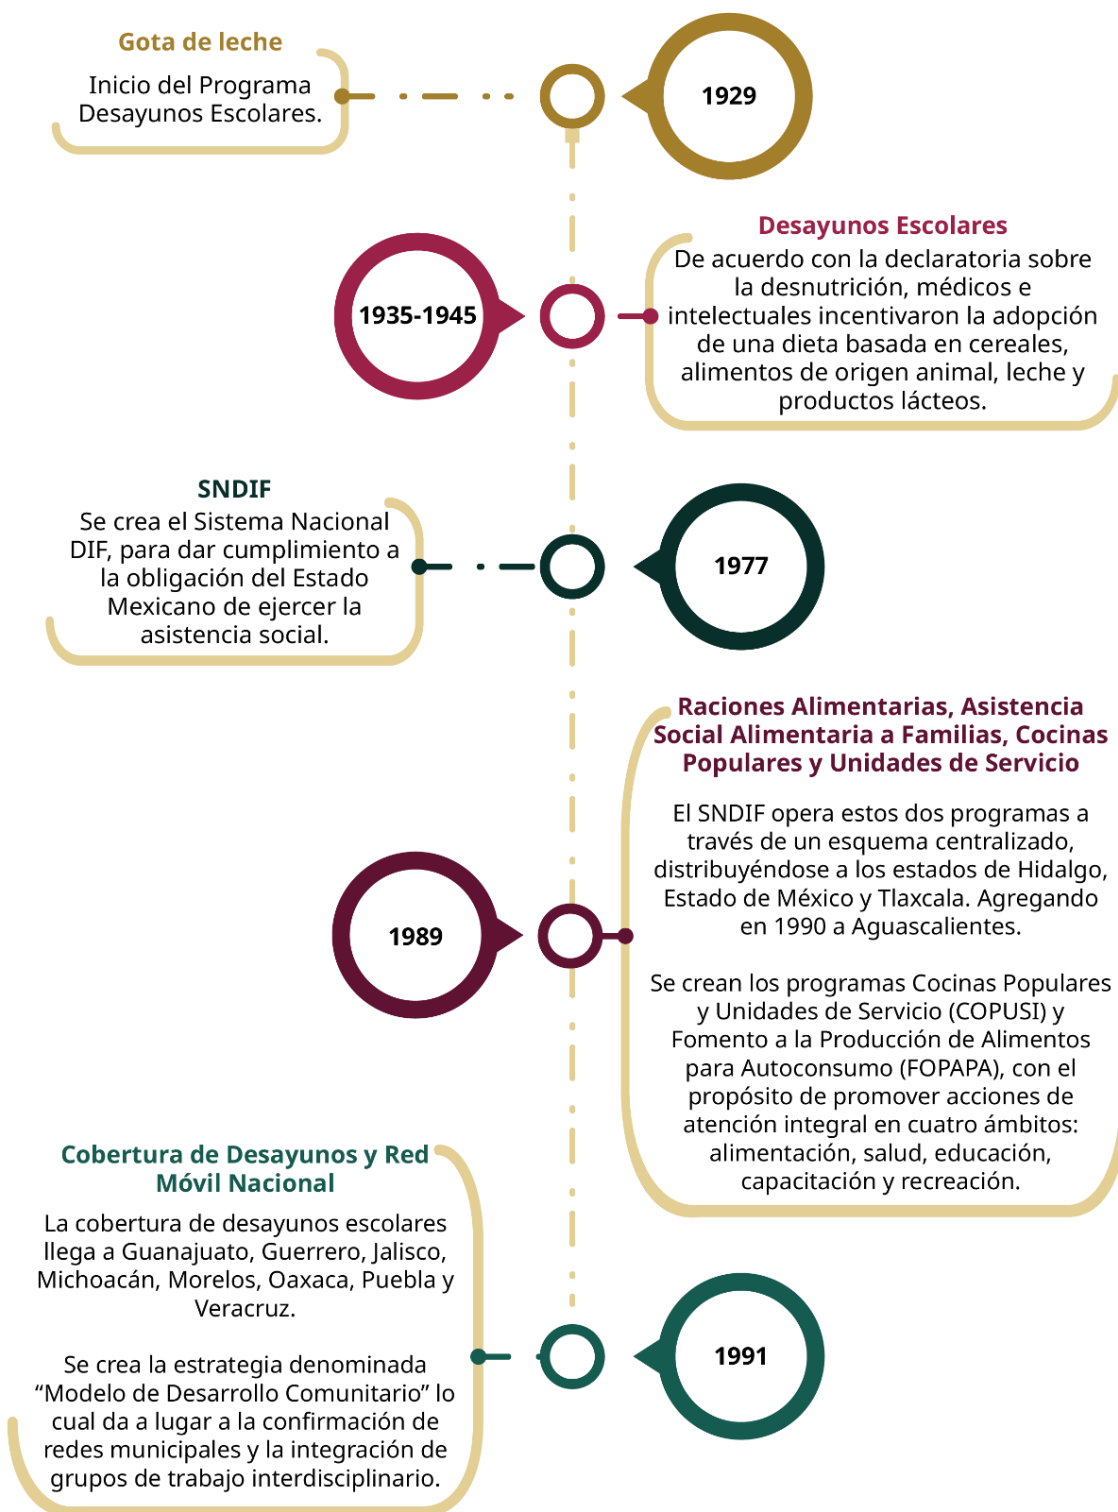 Gota de leche
Inicio del Programa
Desayunos Escolares.
1929
Desayunos Escolares
De acuerdo con la declaratoria sobre
la desnutrición, médicos e
intelectuales incentivaron la adopción
de una dieta basada en cereales,
alimentos de origen animal, leche y
productos lácteos.
1935-1945
SNDIF
Se crea el Sistema Nacional
DIF, para dar cumplimiento a
la obligación del Estado
Mexicano de ejercer la
asistencia social.
1977
Raciones Alimentarias, Asistencia
Social Alimentaria a Familias, Cocinas
Populares y Unidades de Servicio
El SNDIF opera estos dos programas a
través de un esquema centralizado,
distribuyéndose a los estados de Hidalgo,
Estado de México y Tlaxcala. Agregando
en 1990 a Aguascalientes.
Se crean los programas Cocinas Populares
y Unidades de Servicio (COPUSI) y
Fomento a la Producción de Alimentos
para Autoconsumo (FOPAPA), con el
propósito de promover acciones de
atención integral en cuatro ámbitos:
alimentación, salud, educación,
capacitación y recreación.
1989
Cobertura de Desayunos y Red
Móvil Nacional
La cobertura de desayunos escolares
llega a Guanajuato, Guerrero, Jalisco,
Michoacán, Morelos, Oaxaca, Puebla y
Veracruz.
Se crea la estrategia denominada
“Modelo de Desarrollo Comunitario” lo
cual da a lugar a la confirmación de
redes municipales y la integración de
grupos de trabajo interdisciplinario.
1991